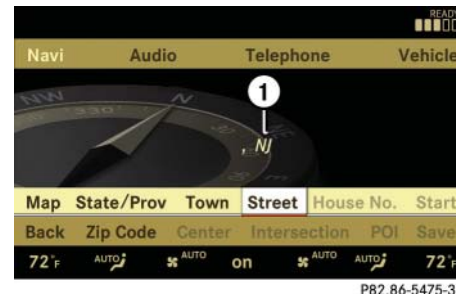 READY
Navi Audio Telephone Vehicle
NW 330° N NE
1
, NJ
Map State/Prov Town Street House No. Start
Back Zip Code Center Intersection POI Save
72°F AUTO AUTO on AUTO AUTO 72°F
P82.86-5475-3